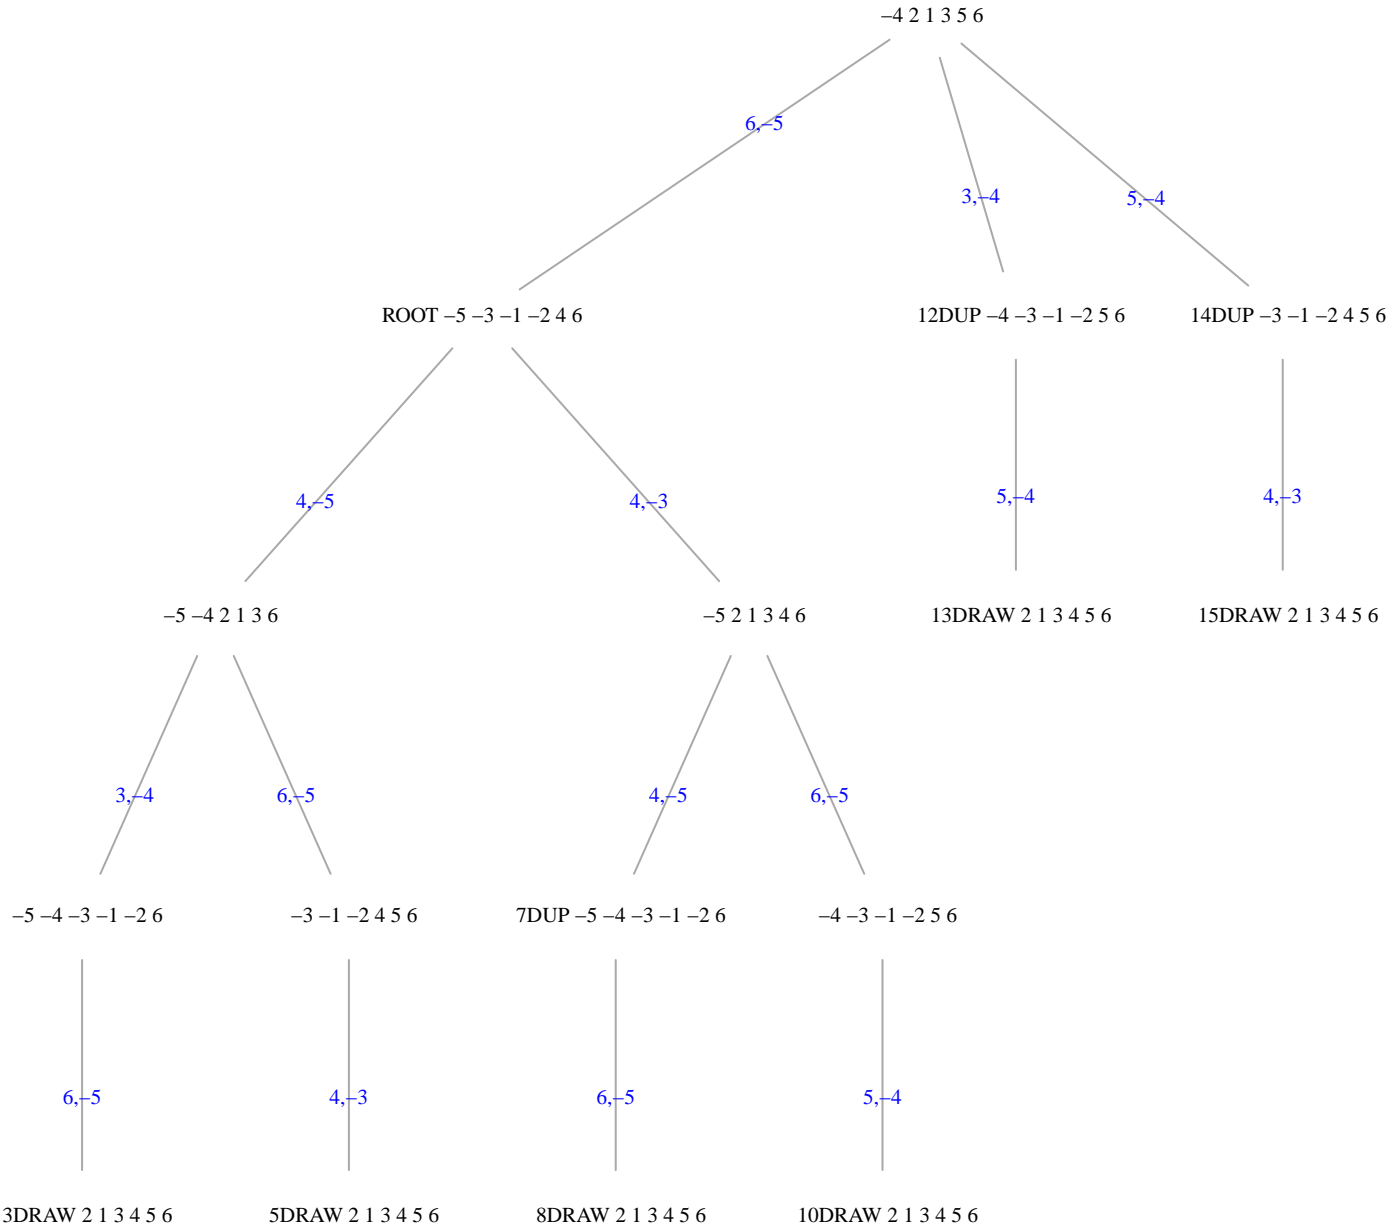 –4 2 1 3 5 6
6,–5
3,–4
5,–4
ROOT –5 –3 –1 –2 4 6
12DUP –4 –3 –1 –2 5 6
14DUP –3 –1 –2 4 5 6
4,–5
4,–3
5,–4
4,–3
–5 –4 2 1 3 6
–5 2 1 3 4 6
13DRAW 2 1 3 4 5 6
15DRAW 2 1 3 4 5 6
3,–4
6,–5
4,–5
6,–5
–5 –4 –3 –1 –2 6
–3 –1 –2 4 5 6
7DUP –5 –4 –3 –1 –2 6
–4 –3 –1 –2 5 6
6,–5
4,–3
6,–5
5,–4
3DRAW 2 1 3 4 5 6
5DRAW 2 1 3 4 5 6
8DRAW 2 1 3 4 5 6
10DRAW 2 1 3 4 5 6